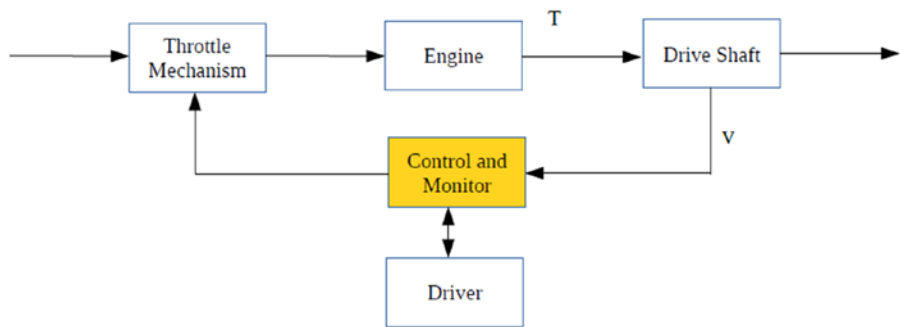 T
Throttle
Mechanism
Engine
Drive Shaft
V
Control and
Monitor
Driver